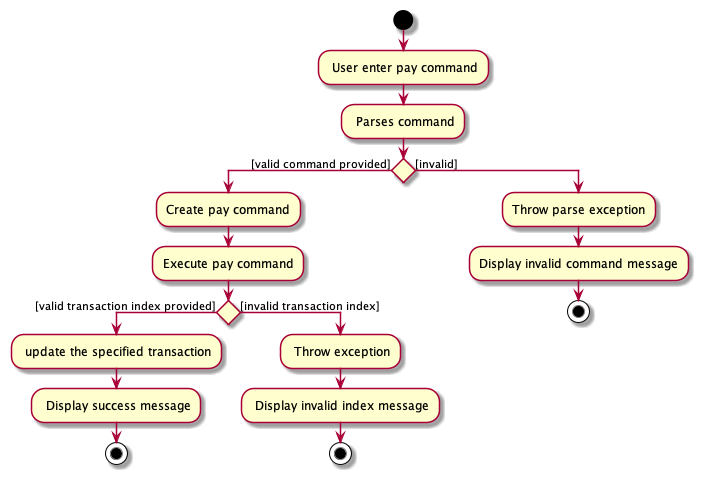 User enter pay command
Parses command
[valid command provided]
[invalid]
Create pay command
Throw parse exception
Execute pay command
Display invalid command message
[valid transaction index provided]
[invalid transaction index]
update the specified transaction
Throw exception
Display success message
Display invalid index message